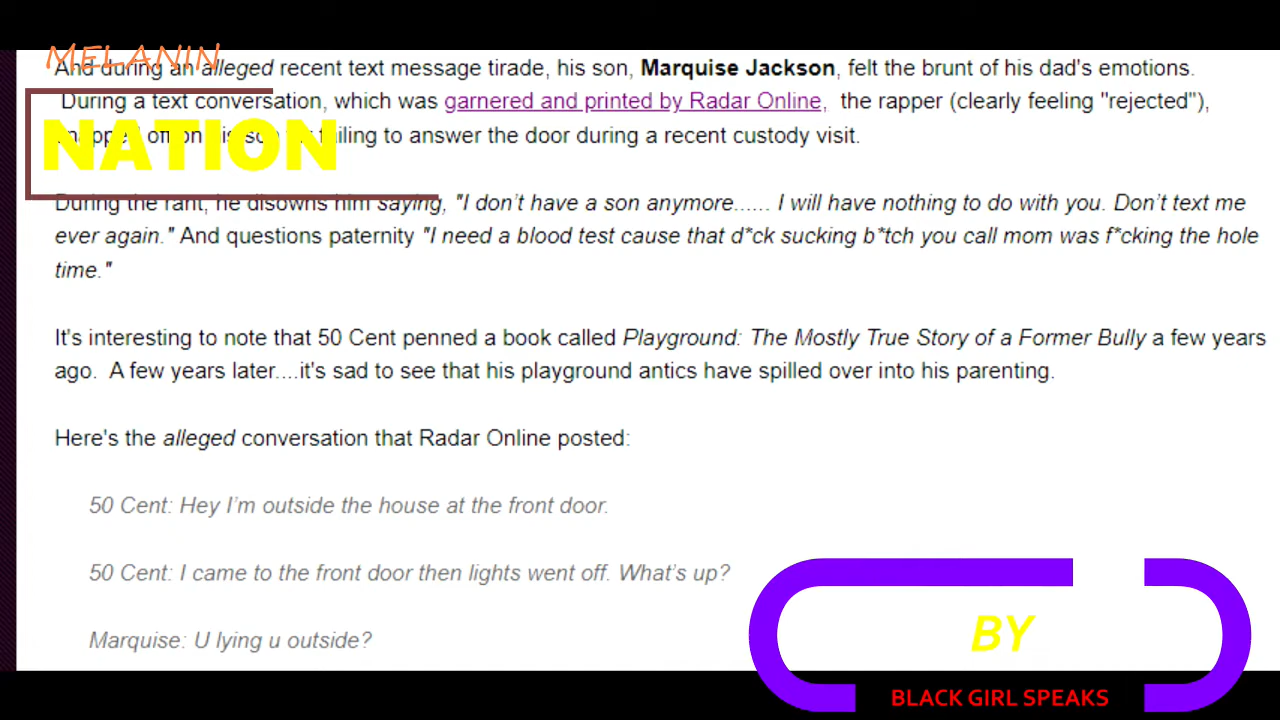 MELANIN
And during an alleged recent text message tirade, his son, Marquise Jackson, felt the brunt of his dad's emotions.
During a text conversation, which was garnered and printed by Radar Online, the rapper (clearly feeling "rejected"),
NATION
off on failing to answer the door during a recent custody visit.
During the rant, he disowns him saying, "I don't have a son anymore...... I will have nothing to do with you. Don't text me
ever again." And questions paternity "I need a blood test cause that d*ck sucking b*tch you call mom was f*cking the hole
time."
It's interesting to note that 50 Cent penned a book called Playground: The Mostly True Story of a Former Bully a few years
ago. A few years later....it's sad to see that his playground antics have spilled over into his parenting.
Here's the alleged conversation that Radar Online posted:
50 Cent: Hey I'm outside the house at the front door.
50 Cent: I came to the front door then lights went off. What's up?
Marquise: U lying u outside?
BY
BLACK GIRL SPEAKS